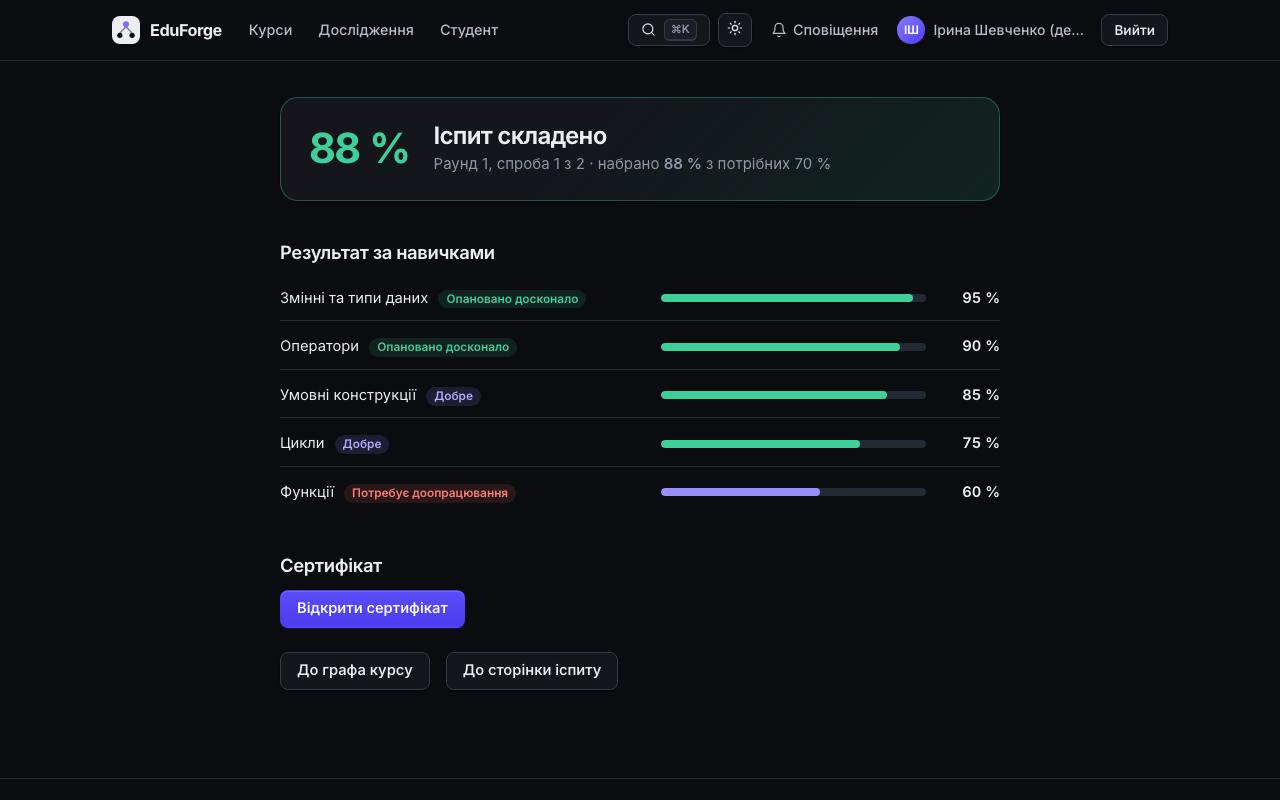 EduForge Курси Дослідження Студент ⌘K Сповіщення ІШ Ірина Шевченко (де... Выйти
88 %
Іспит складено
Раунд 1, спроба 1 з 2 · набрано 88 % з потрібних 70 %
Результат за навичками
Змінні та типи даних Опановано досконало 95 %
Оператори Опановано досконало 90 %
Умовні конструкції Добре 85 %
Цикли Добре 75 %
Функції Потребує доопрацювання 60 %
Сертифікат
Відкрити сертифікат
До графа курсу До сторінки іспиту